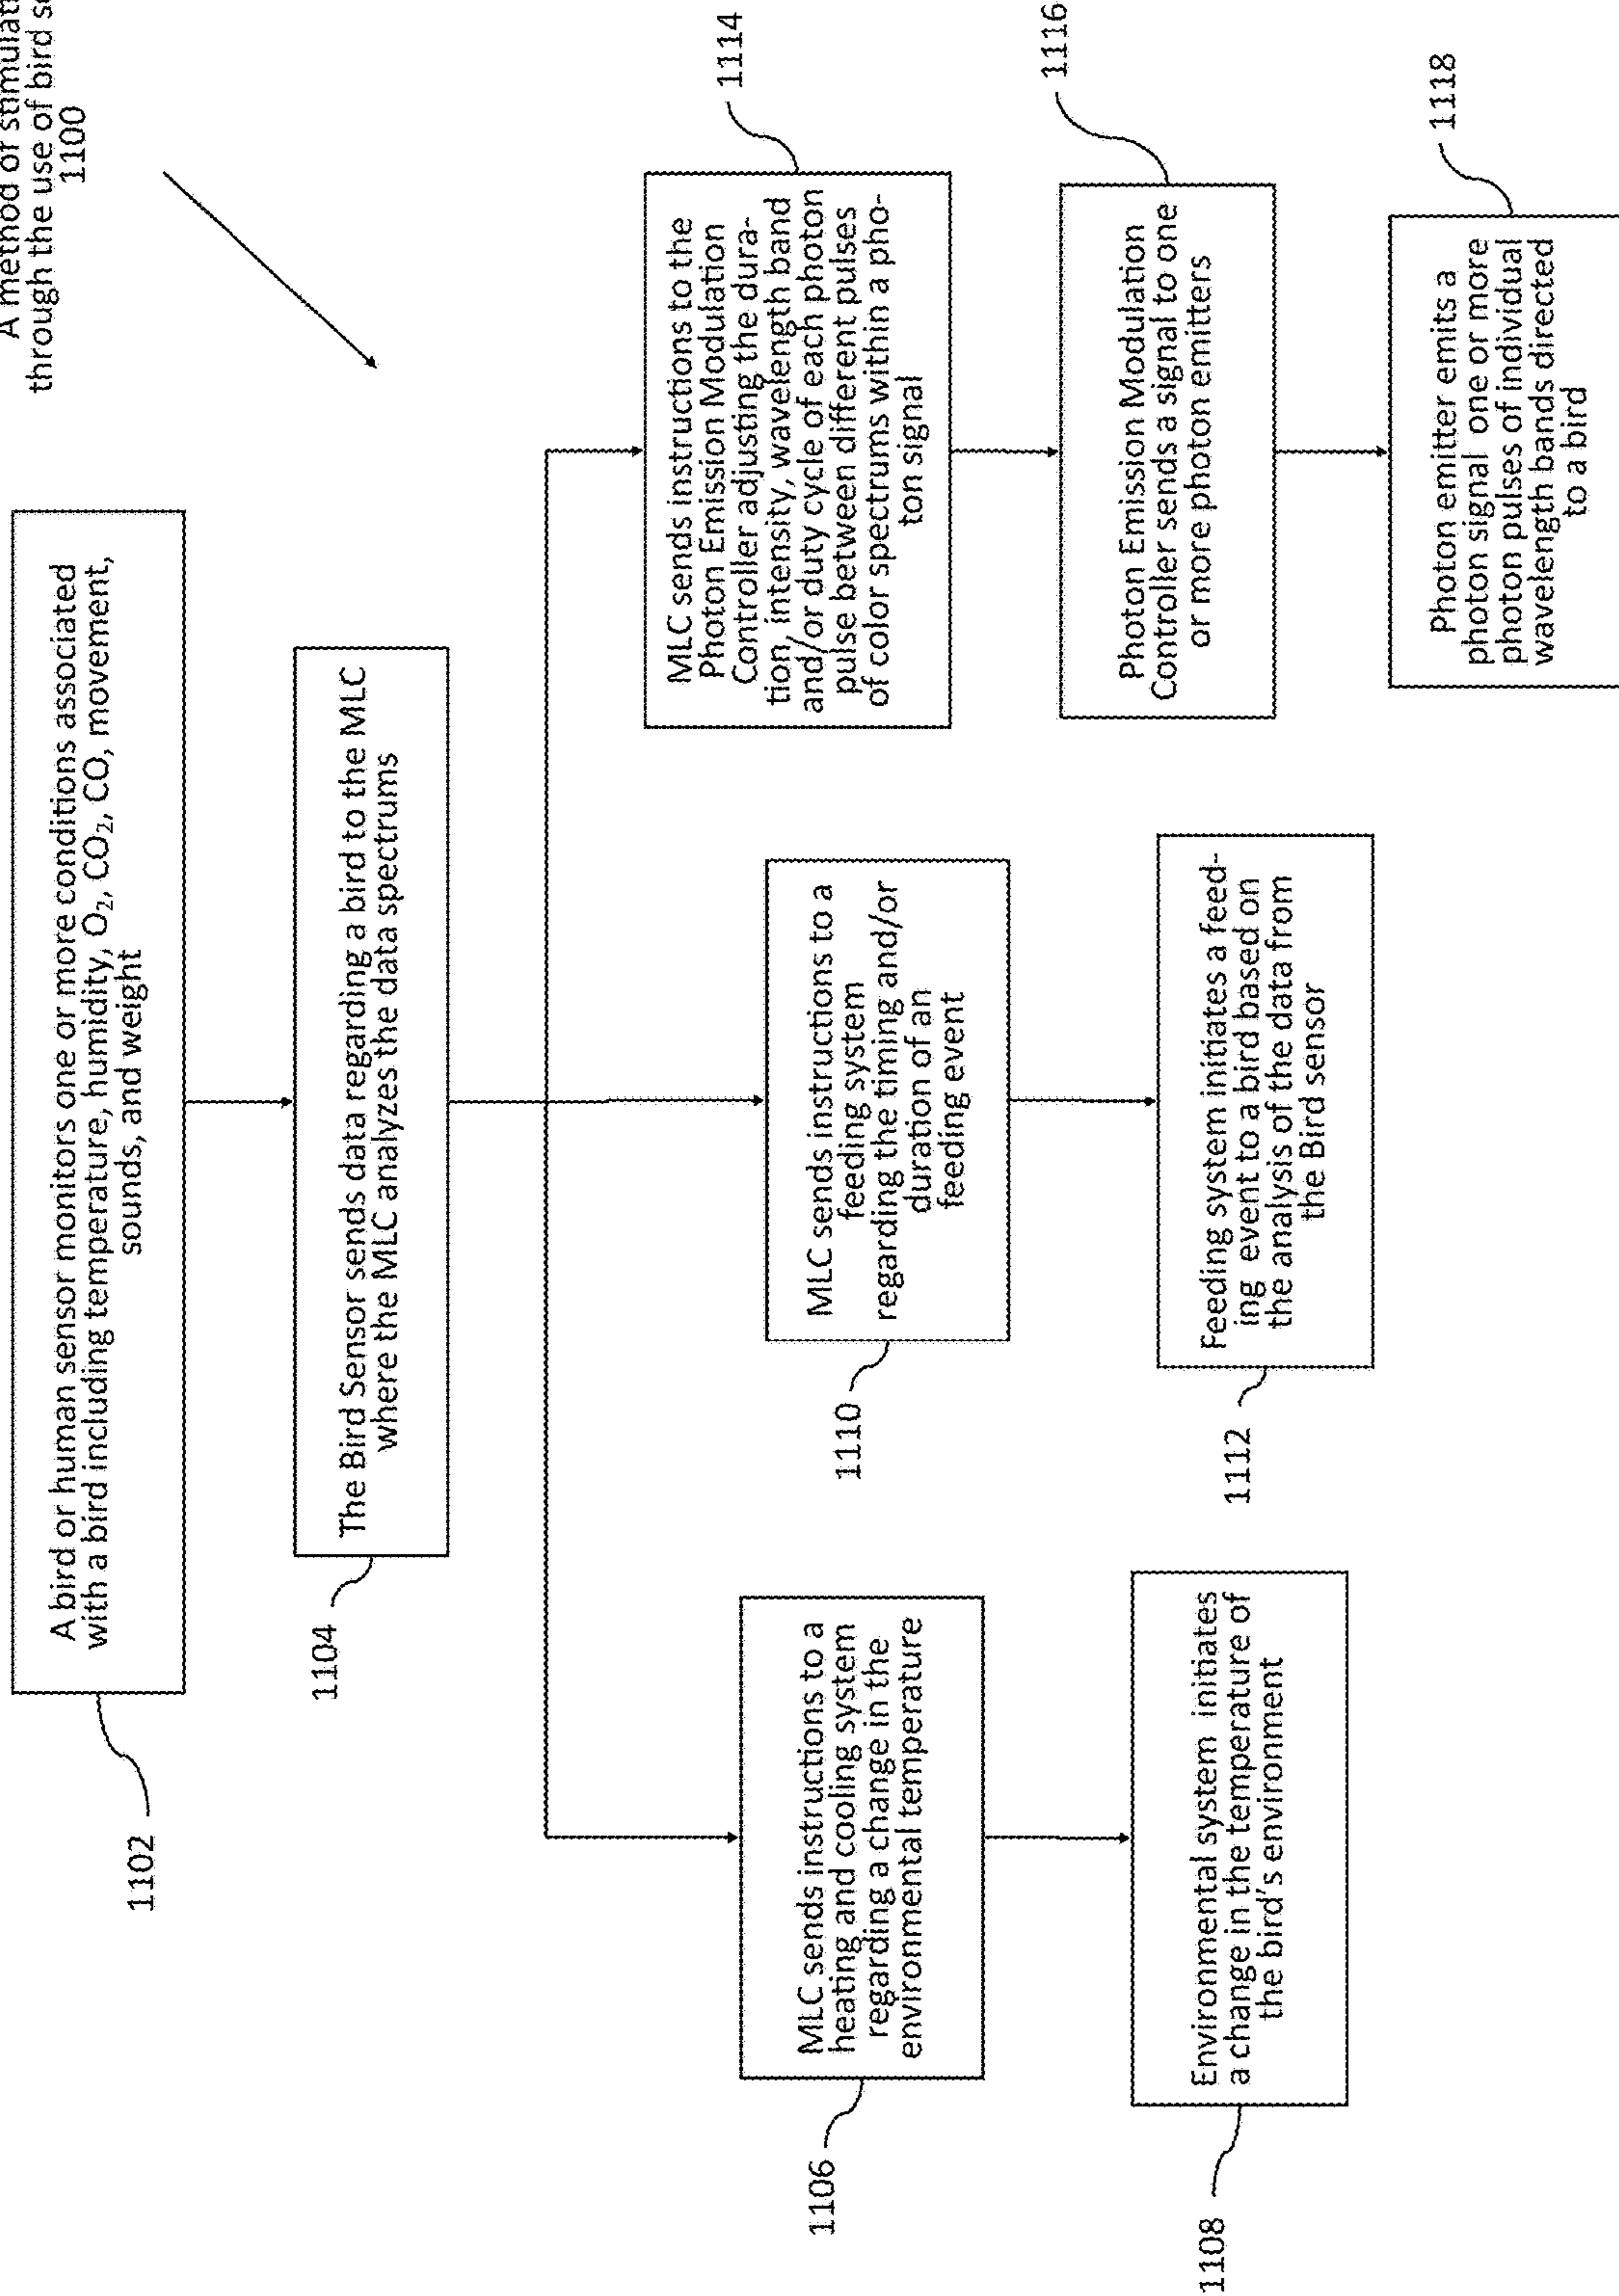 A method or stimulati
through the use of bird se
1100
A bird or human sensor monitors one or more conditions associated
with a bird including temperature, humidity, O₂, CO₂, CO, movement,
sounds, and weight
1102
The Bird Sensor sends data regarding a bird to the MLC
where the MLC analyzes the data spectrums
1104
MLC sends instructions to a
heating and cooling system
regarding a change in the
environmental temperature
1106
Environmental system initiates
a change in the temperature of
the bird's environment
1108
MLC sends instructions to a
feeding system
regarding the timing and/or
duration of an
feeding event
1110
Feeding system initiates a feed-
ing event to a bird based on
the analysis of the data from
the Bird sensor
1112
MLC sends instructions to the
Photon Emission Modulation
Controller adjusting the dura-
tion, intensity, wavelength band
and/or duty cycle of each photon
pulse between different pulses
of color spectrums within a pho-
ton signal
1114
Photon Emission Modulation
Controller sends a signal to one
or more photon emitters
1116
Photon emitter emits a
photon signal one or more
photon pulses of individual
wavelength bands directed
to a bird
1118